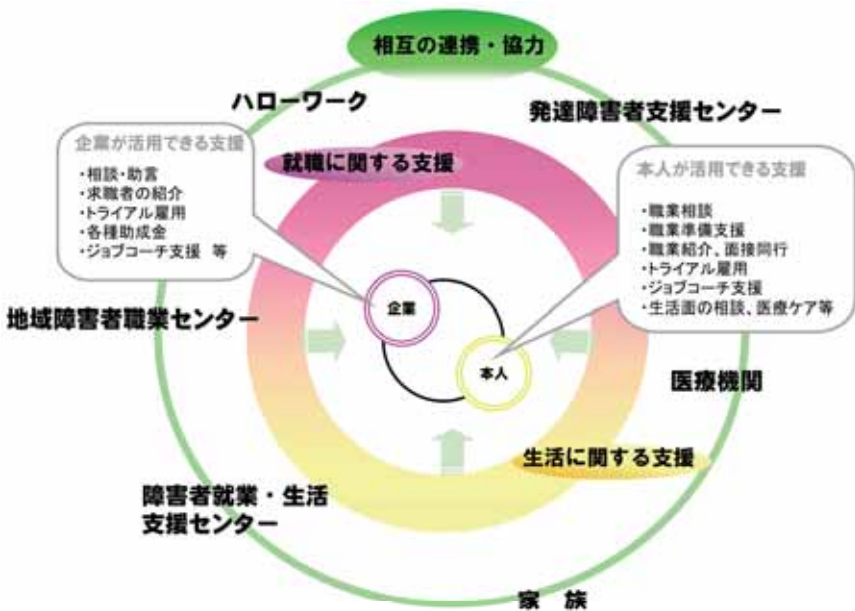 相互の連携・協力
ハローワーク
発達障害者支援センター
企業が活用できる支援
・相談・助言
・求職者の紹介
・トライアル雇用
・各種助成金
・ジョブコーチ支援 等
就職に関する支援
本人が活用できる支援
・職業相談
・職業準備支援
・職業紹介、面接同行
・トライアル雇用
・ジョブコーチ支援
・生活面の相談、医療ケア等
企業
地域障害者職業センター
本人
医療機関
生活に関する支援
障害者就業・生活
支援センター
家 族